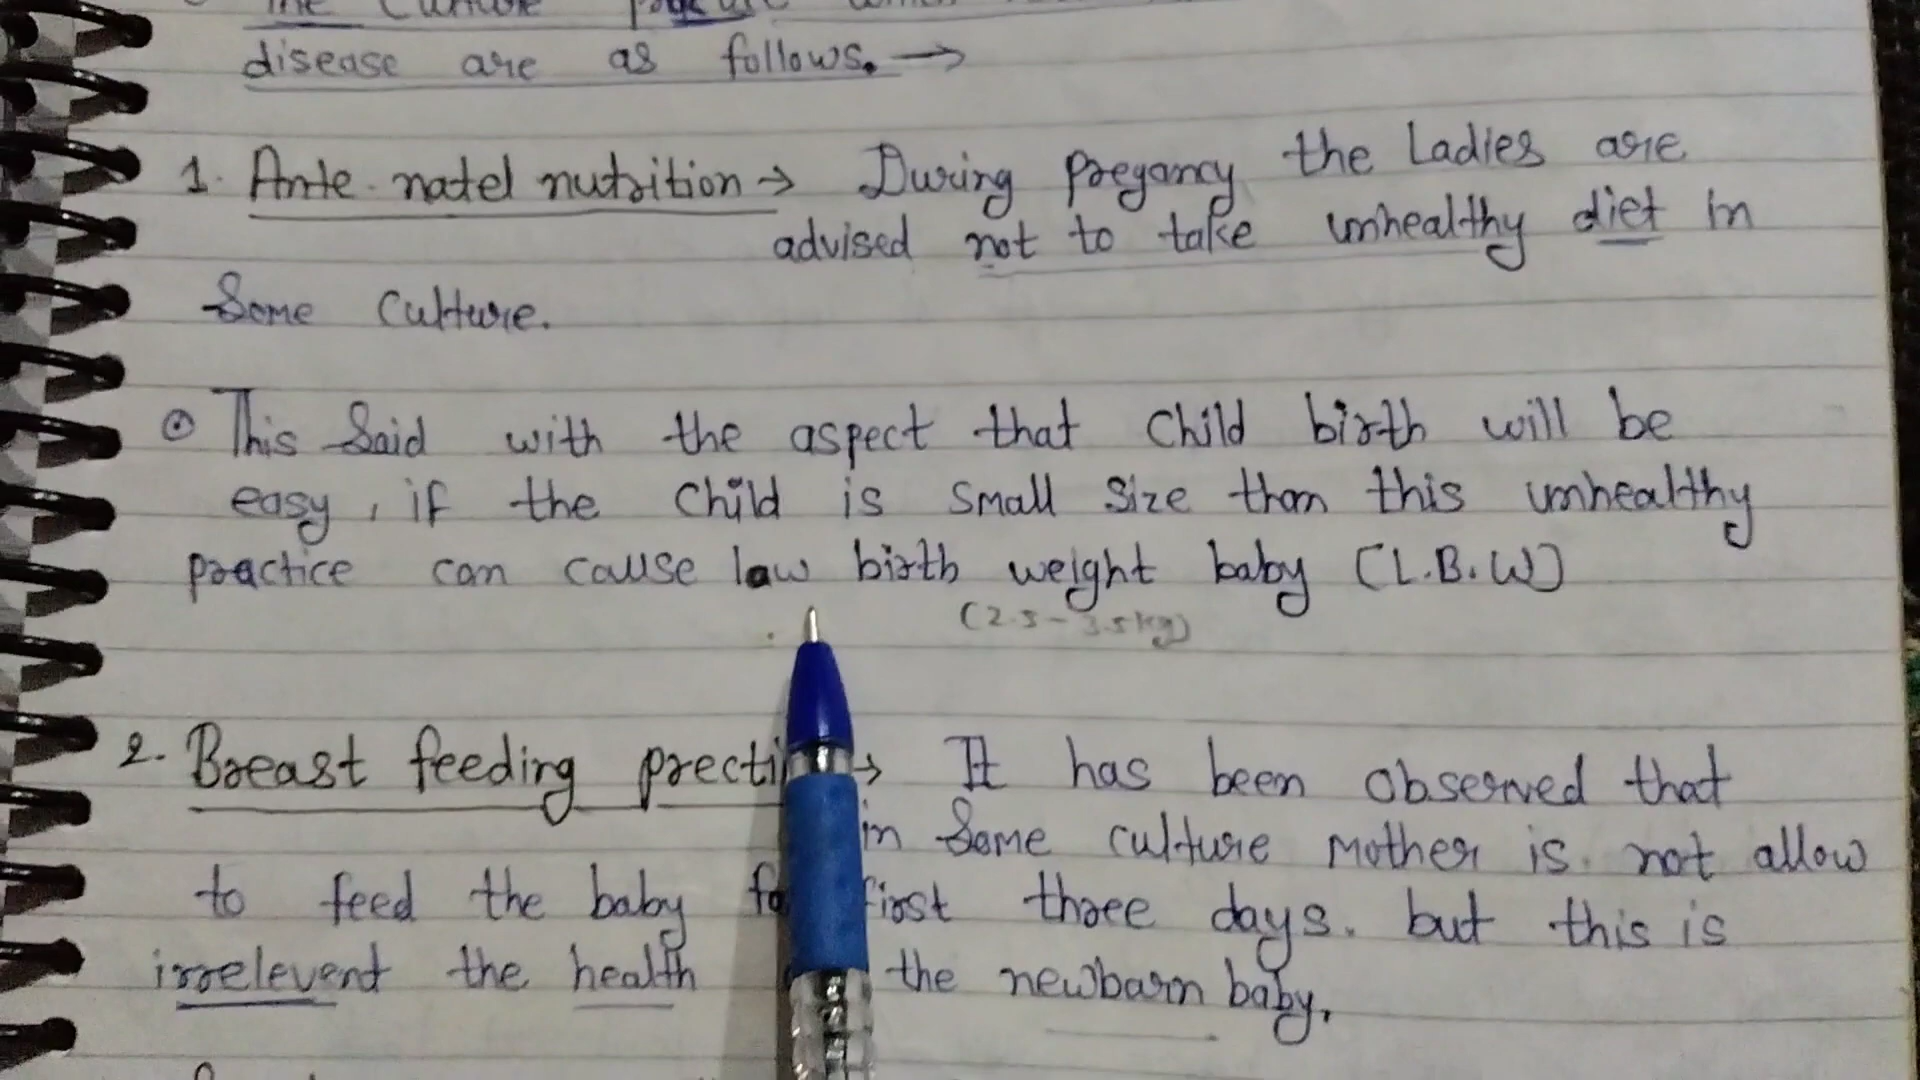 The culture
disease are as follows. →
1. Ante natel nutrition → During Pregancy the Ladies are
advised not to take unhealthy diet in
Some Culture.
This Said with the aspect that child birth will be
easy, if the child is small size than this unhealthy
practice can cause law birth weight baby (L.B.W)
(2.5-3.5kg)
2. Breast feeding → It has been observed that
in Some culture Mother is not allow
to feed the baby first three days. but this is
irrelevent the health the newbarn baby.